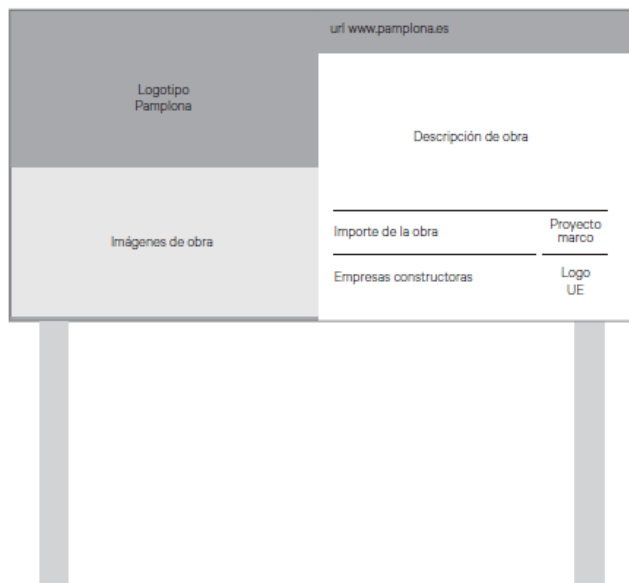 url www.pamplona.es
Logotipo
Pamplona
Descripción de obra
Imágenes de obra
Importe de la obra
Proyecto
marco
Empresas constructoras
Logo
UE